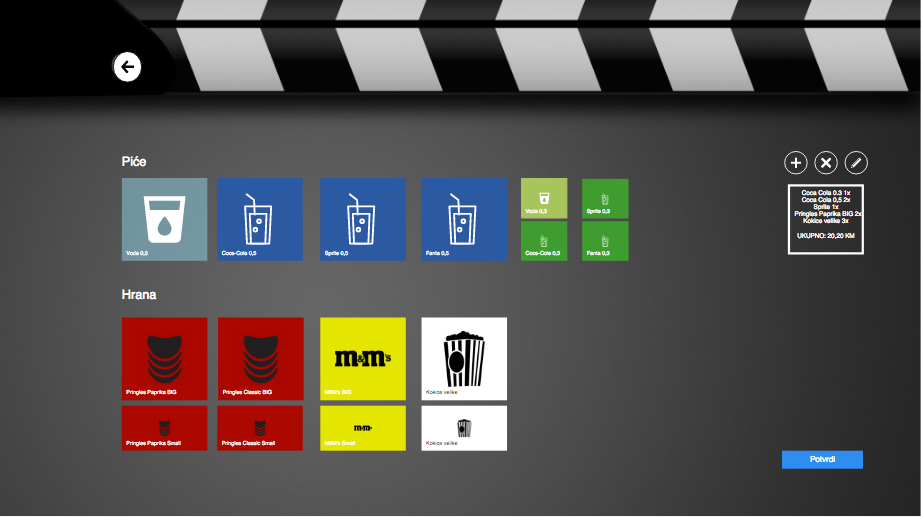 Piće
Voda 0,5
Coca-Cola 0,5
Sprite 0,5
Fanta 0,5
Voda 0,3
Sprite 0,3
Coca-Cola 0,3
Fanta 0,3
Coca Cola 0.3 1x
Coca Cola 0,5 2x
Sprite 1x
Pringles Paprika BIG 2x
Kokice velike 3x
UKUPNO: 20,20 KM
Hrana
Pringles Paprika BIG
Pringles Classic BIG
m&m's
M&M's BIG
Kokice velike
Pringles Paprika Small
Pringles Classic Small
m&m's
M&M's Small
Kokice velike
Potvrdi